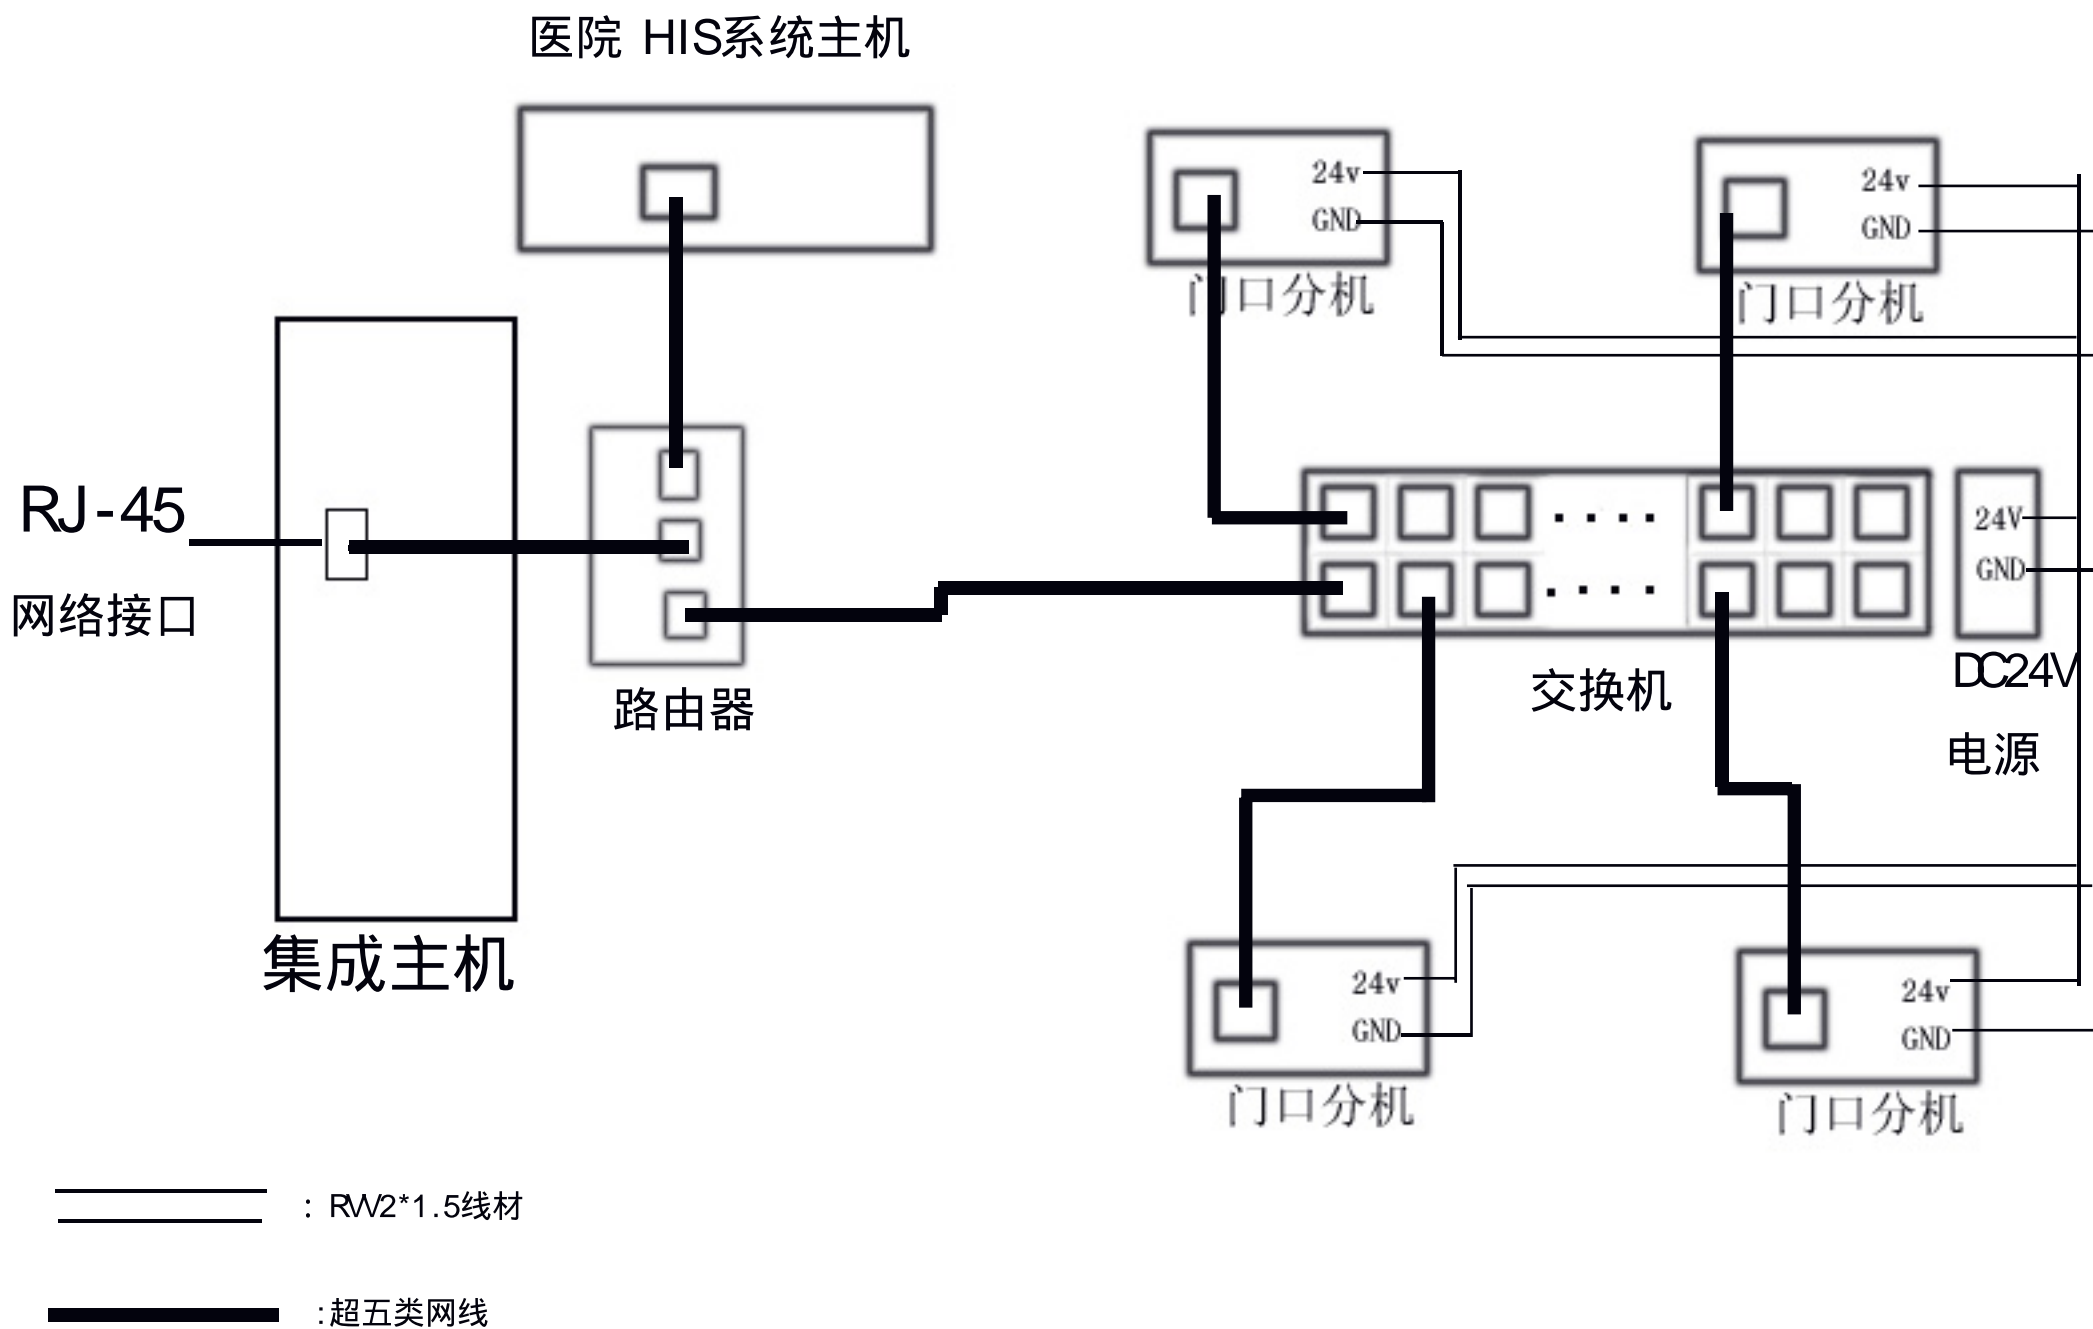 医院 HIS系统主机
24v
GND
门口分机
24v
GND
门口分机
RJ-45
网络接口
24V
GND
DC24V
电源
交换机
路由器
集成主机
24v
GND
门口分机
24v
GND
门口分机
: RVV2*1.5线材
:超五类网线